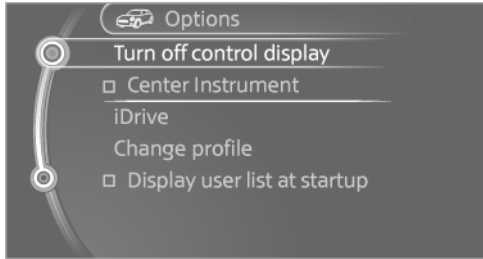 Options
Turn off control display
Center Instrument
iDrive
Change profile
Display user list at startup